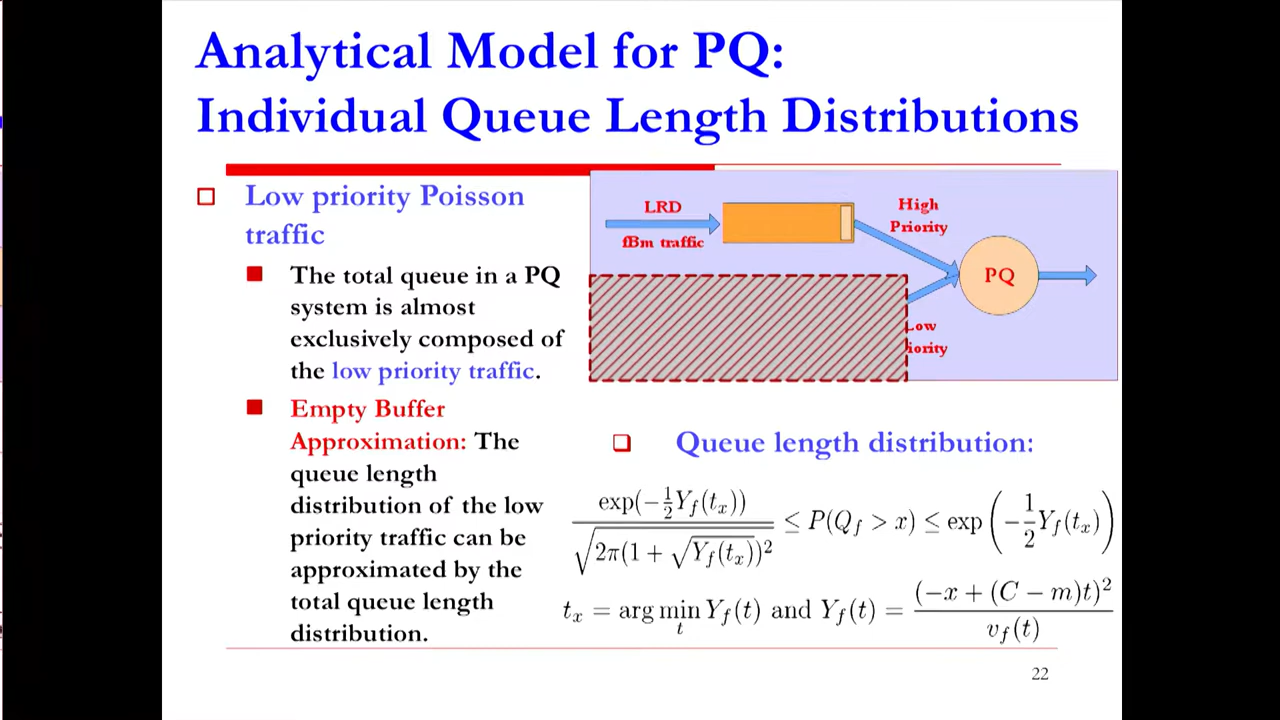 Analytical Model for PQ:
Individual Queue Length Distributions
Low priority Poisson
traffic
The total queue in a PQ
system is almost
exclusively composed of
the low priority traffic.
Empty Buffer
Approximation: The
queue length
distribution of the low
priority traffic can be
approximated by the
total queue length
distribution.
LRD
fBm traffic
High
Priority
PQ
Low
iority
Queue length distribution:
exp(−½Y_f(t_x)) / √(2π(1 + √Y_f(t_x))²) ≤ P(Q_f > x) ≤ exp(−½Y_f(t_x))
t_x = arg min_t Y_f(t) and Y_f(t) = (−x + (C − m)t)² / v_f(t)
22